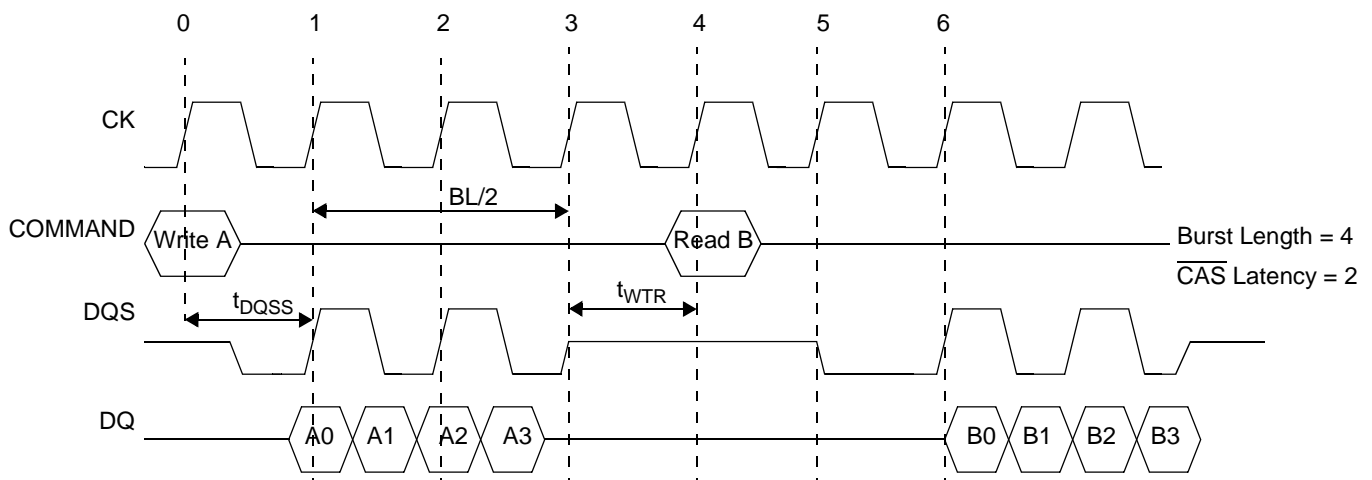 0 1 2 3 4 5 6
CK
BL/2
COMMAND Write A Read B Burst Length = 4
CAS Latency = 2
DQS tDQSS tWTR
DQ A0 A1 A2 A3 B0 B1 B2 B3